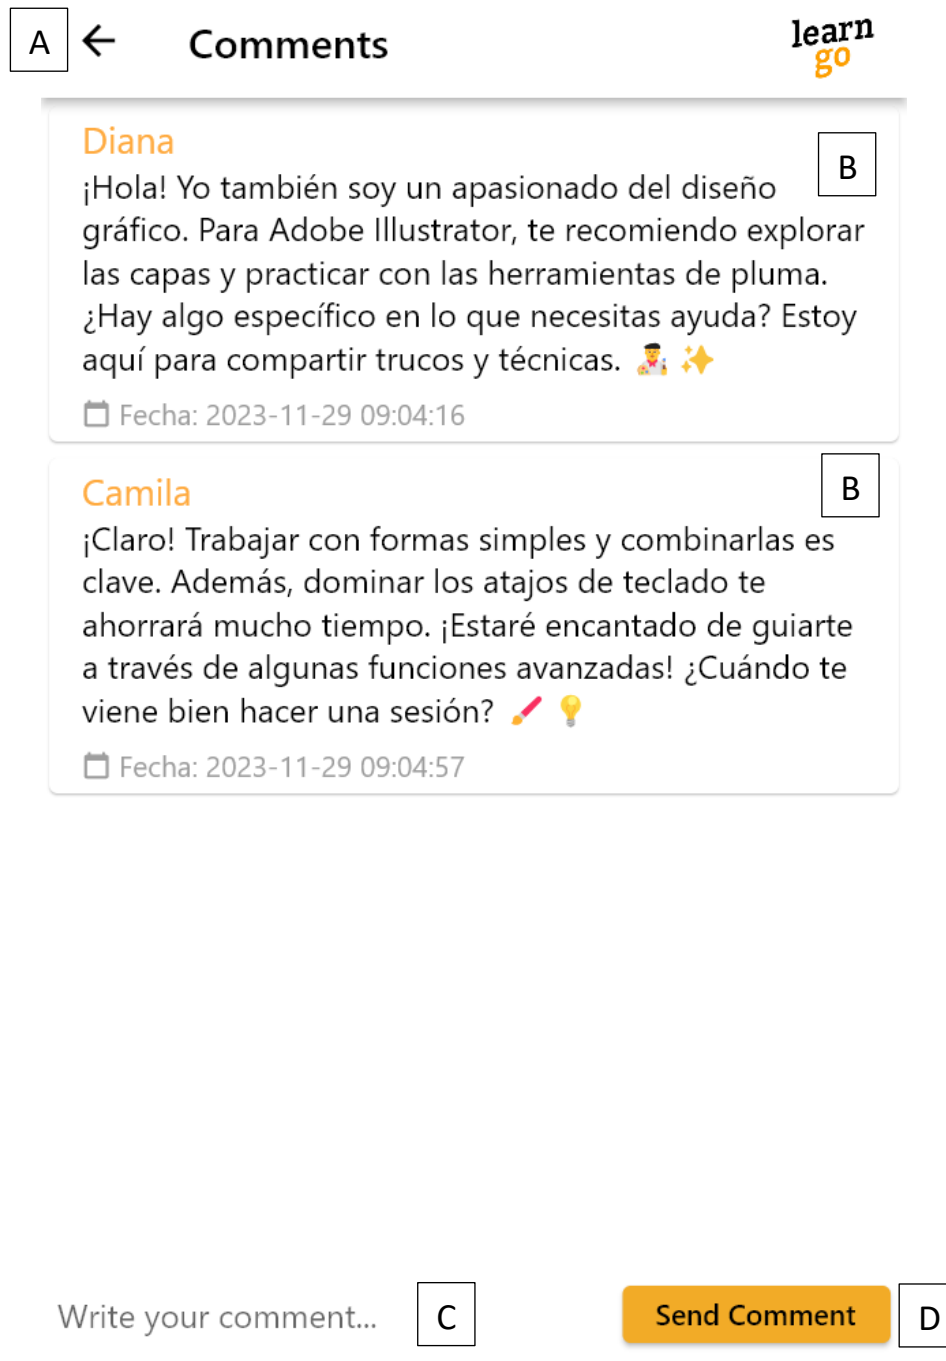 A
Comments
learn
go
Diana
B
¡Hola! Yo también soy un apasionado del diseño
gráfico. Para Adobe Illustrator, te recomiendo explorar
las capas y practicar con las herramientas de pluma.
¿Hay algo específico en lo que necesitas ayuda? Estoy
aquí para compartir trucos y técnicas. 👨‍🎨 ✨
Fecha: 2023-11-29 09:04:16
Camila
B
¡Claro! Trabajar con formas simples y combinarlas es
clave. Además, dominar los atajos de teclado te
ahorrará mucho tiempo. ¡Estaré encantado de guiarte
a través de algunas funciones avanzadas! ¿Cuándo te
viene bien hacer una sesión? 🖌️ 💡
Fecha: 2023-11-29 09:04:57
Write your comment...
C
Send Comment
D